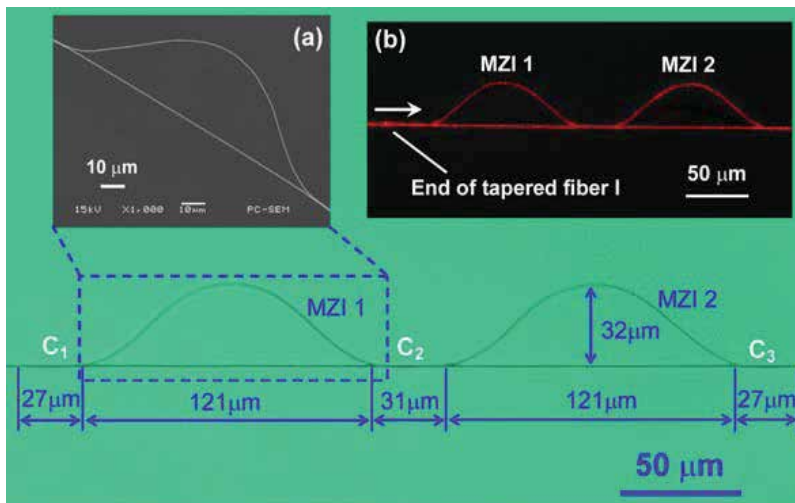 (a)
10 μm
15kV X1,000 10μm PC-SEM
(b)
MZI 1 MZI 2
End of tapered fiber I
50 μm
MZI 1
MZI 2
32μm
C1 C2 C3
27μm 121μm 31μm 121μm 27μm
50 μm